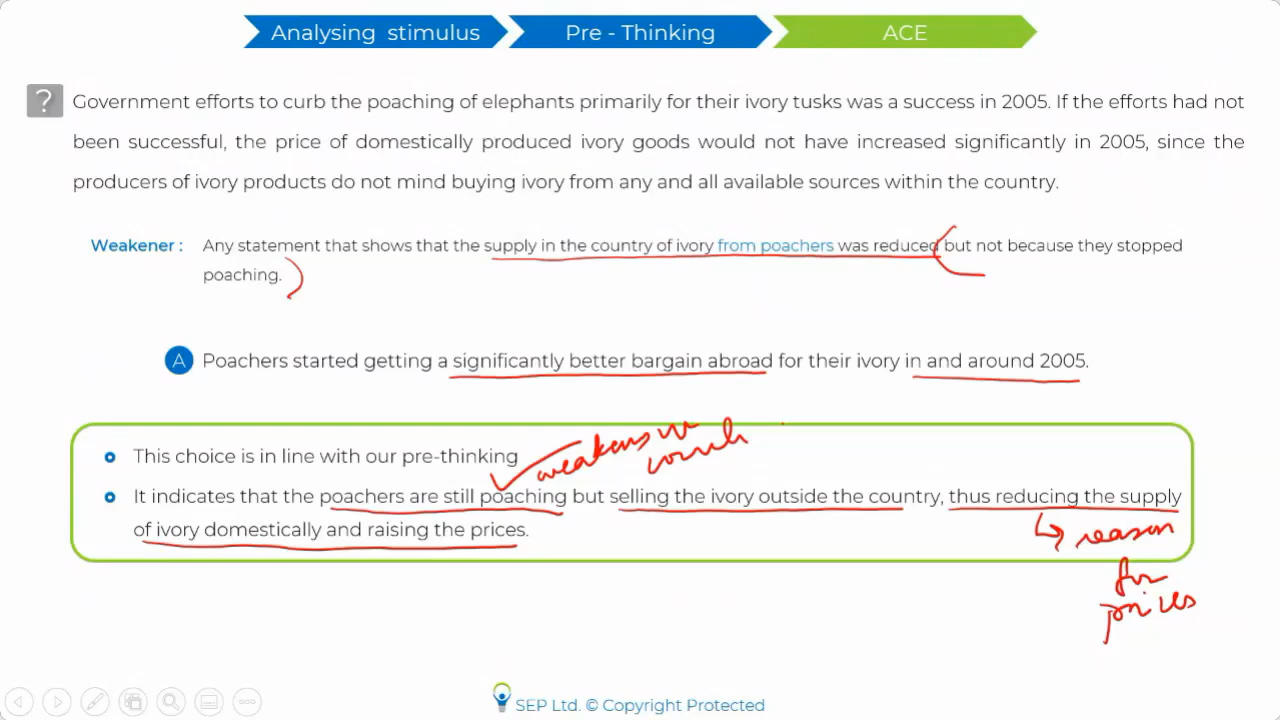 Analysing stimulus
Pre - Thinking
ACE
?
Government efforts to curb the poaching of elephants primarily for their ivory tusks was a success in 2005. If the efforts had not
been successful, the price of domestically produced ivory goods would not have increased significantly in 2005, since the
producers of ivory products do not mind buying ivory from any and all available sources within the country.
Weakener : Any statement that shows that the supply in the country of ivory from poachers was reduced but not because they stopped
poaching.
A Poachers started getting a significantly better bargain abroad for their ivory in and around 2005.
This choice is in line with our pre-thinking
weakens
It indicates that the poachers are still poaching but selling the ivory outside the country, thus reducing the supply
of ivory domestically and raising the prices.
reason
for
prices
SEP Ltd. © Copyright Protected